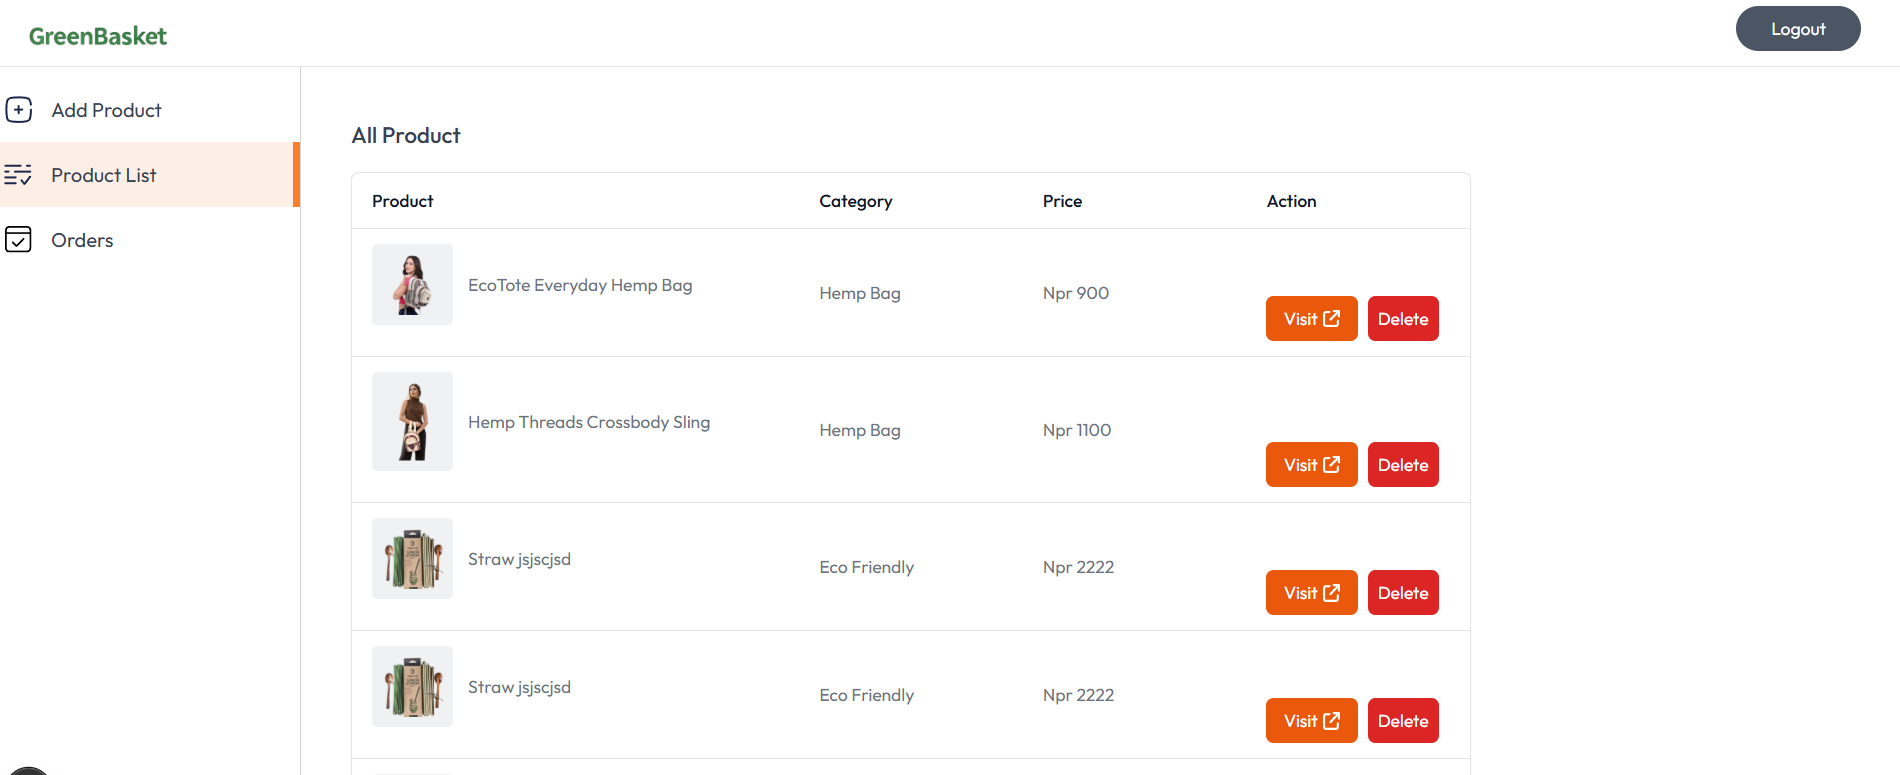 GreenBasket
Logout
Add Product
Product List
Orders
All Product
Product Category Price Action
EcoTote Everyday Hemp Bag Hemp Bag Npr 900 Visit Delete
Hemp Threads Crossbody Sling Hemp Bag Npr 1100 Visit Delete
Straw jsjscjsd Eco Friendly Npr 2222 Visit Delete
Straw jsjscjsd Eco Friendly Npr 2222 Visit Delete